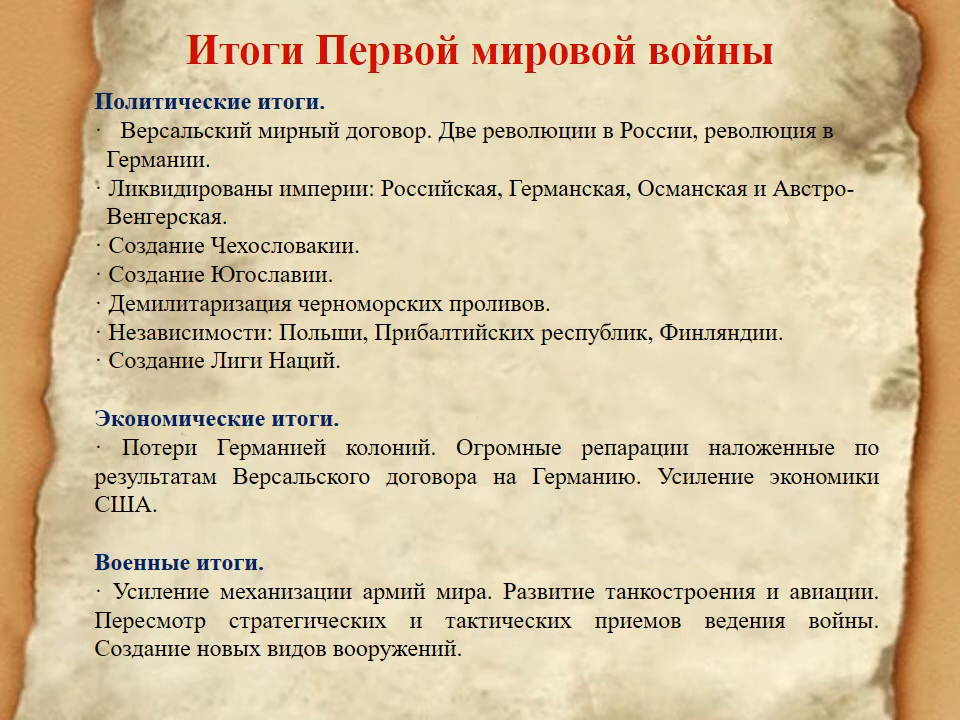 Итоги Первой мировой войны
Политические итоги.
· Версальский мирный договор. Две революции в России, революция в
Германии.
· Ликвидированы империи: Российская, Германская, Османская и Австро-
Венгерская.
· Создание Чехословакии.
· Создание Югославии.
· Демилитаризация черноморских проливов.
· Независимости: Польши, Прибалтийских республик, Финляндии.
· Создание Лиги Наций.
Экономические итоги.
· Потери Германией колоний. Огромные репарации наложенные по
результатам Версальского договора на Германию. Усиление экономики
США.
Военные итоги.
· Усиление механизации армий мира. Развитие танкостроения и авиации.
Пересмотр стратегических и тактических приемов ведения войны.
Создание новых видов вооружений.